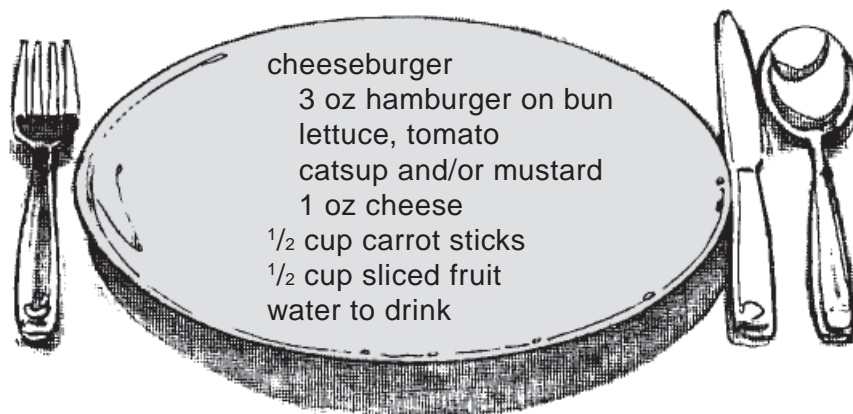 cheeseburger
3 oz hamburger on bun
lettuce, tomato
catsup and/or mustard
1 oz cheese
1/2 cup carrot sticks
1/2 cup sliced fruit
water to drink